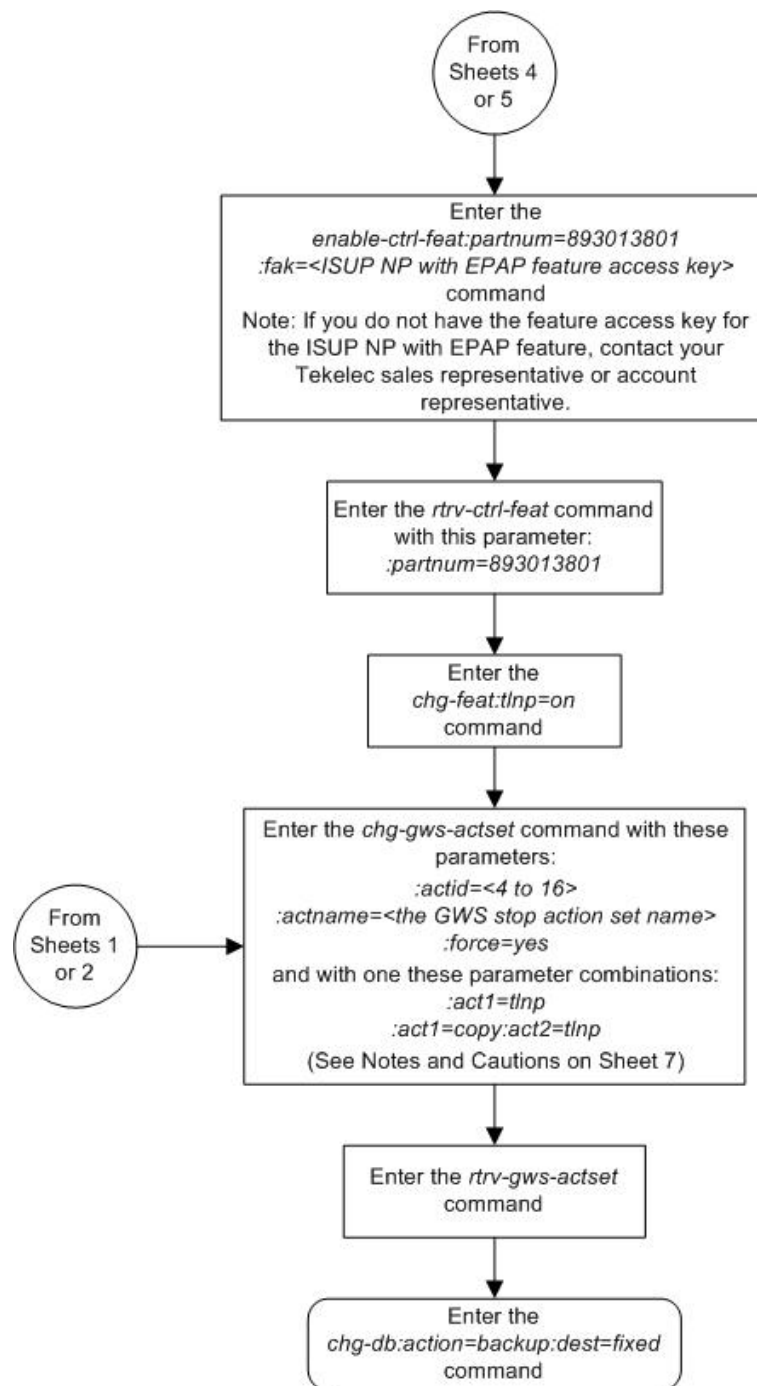 From
Sheets 4
or 5
Enter the
enable-ctrl-feat:partnum=893013801
:fak=<ISUP NP with EPAP feature access key>
command
Note: If you do not have the feature access key for
the ISUP NP with EPAP feature, contact your
Tekelec sales representative or account
representative.
Enter the rtrv-ctrl-feat command
with this parameter:
:partnum=893013801
Enter the
chg-feat:tlnp=on
command
From
Sheets 1
or 2
Enter the chg-gws-actset command with these
parameters:
:actid=<4 to 16>
:actname=<the GWS stop action set name>
:force=yes
and with one these parameter combinations:
:act1=tlnp
:act1=copy:act2=tlnp
(See Notes and Cautions on Sheet 7)
Enter the rtrv-gws-actset
command
Enter the
chg-db:action=backup:dest=fixed
command